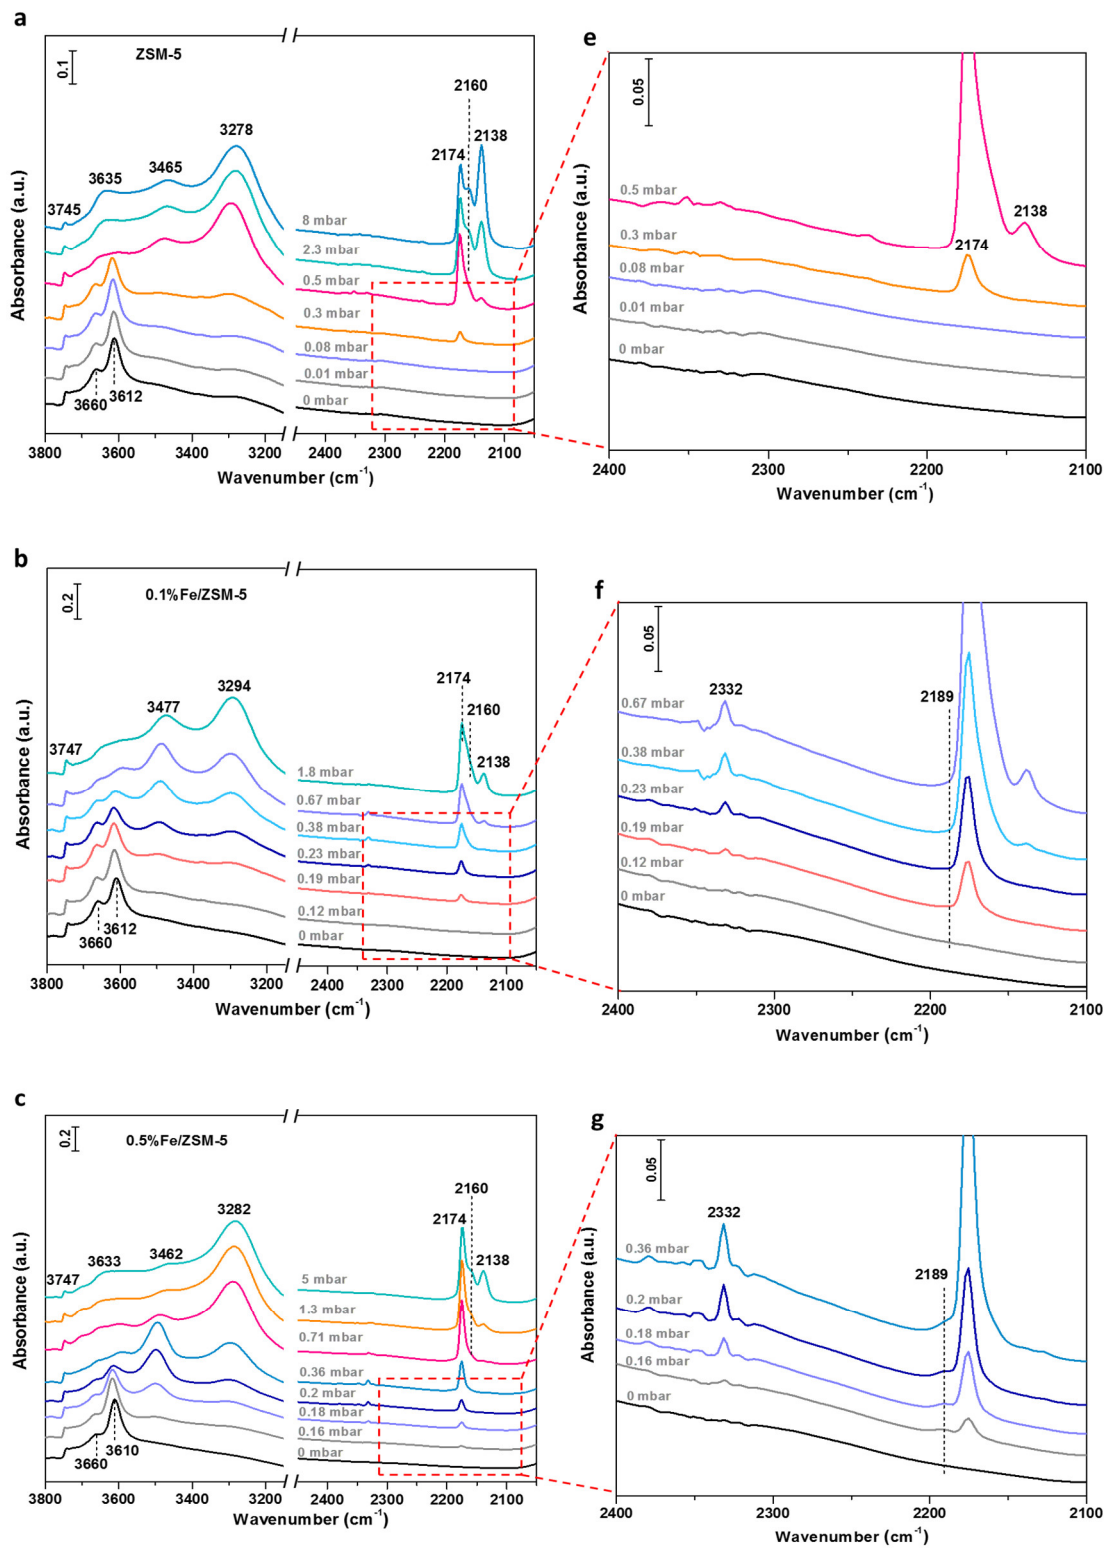 a
ZSM-5
0.1
3745
3635
3465
3278
2174
2160
2138
8 mbar
2.3 mbar
0.5 mbar
0.3 mbar
0.08 mbar
0.01 mbar
0 mbar
3660
3612
Absorbance (a.u.)
3800 3600 3400 3200 2400 2300 2200 2100
Wavenumber (cm-1)
e
0.05
0.5 mbar
0.3 mbar
0.08 mbar
0.01 mbar
0 mbar
2138
2174
Absorbance (a.u.)
2400 2300 2200 2100
Wavenumber (cm-1)
b
0.1%Fe/ZSM-5
0.2
3747
3477
3294
2174
2160
2138
1.8 mbar
0.67 mbar
0.38 mbar
0.23 mbar
0.19 mbar
0.12 mbar
0 mbar
3612
3660
Absorbance (a.u.)
3800 3600 3400 3200 2400 2300 2200 2100
Wavenumber (cm-1)
f
0.05
2332
2189
0.67 mbar
0.38 mbar
0.23 mbar
0.19 mbar
0.12 mbar
0 mbar
Absorbance (a.u.)
2400 2300 2200 2100
Wavenumber (cm-1)
c
0.5%Fe/ZSM-5
0.2
3747
3633
3462
3282
2160
2174
2138
5 mbar
1.3 mbar
0.71 mbar
0.36 mbar
0.2 mbar
0.18 mbar
0.16 mbar
0 mbar
3610
3660
Absorbance (a.u.)
3800 3600 3400 3200 2400 2300 2200 2100
Wavenumber (cm-1)
g
0.05
2332
2189
0.36 mbar
0.2 mbar
0.18 mbar
0.16 mbar
0 mbar
Absorbance (a.u.)
2400 2300 2200 2100
Wavenumber (cm-1)